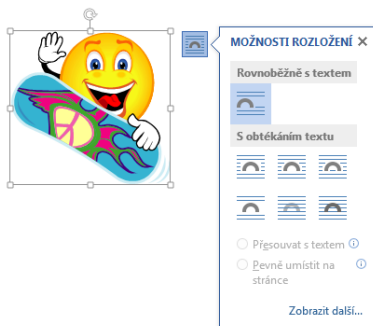 MOŽNOSTI ROZLOŽENÍ
Rovnoběžně s textem
S obtékáním textu
Přesouvat s textem
Pevně umístit na
stránce
Zobrazit další...